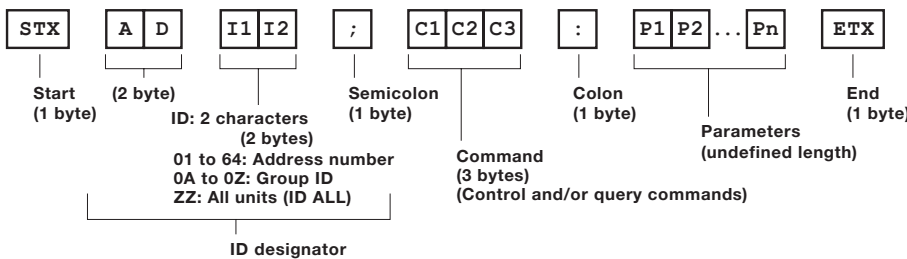 STX A D I1 I2 ; C1 C2 C3 : P1 P2 ... Pn ETX
Start
(1 byte)
(2 byte)
ID: 2 characters
(2 bytes)
01 to 64: Address number
0A to 0Z: Group ID
ZZ: All units (ID ALL)
Semicolon
(1 byte)
Command
(3 bytes)
(Control and/or query commands)
Colon
(1 byte)
Parameters
(undefined length)
End
(1 byte)
ID designator